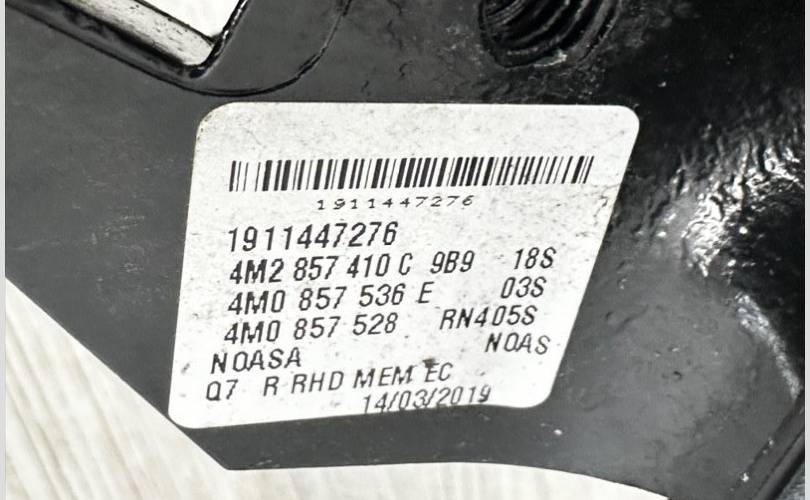 1911447276
1911447276
4M2 857 410 C 9B9 18S
4M0 857 536 E 03S
4M0 857 528 RN405S
NOASA NOAS
Q7 R RHD MEM EC
14/03/2019